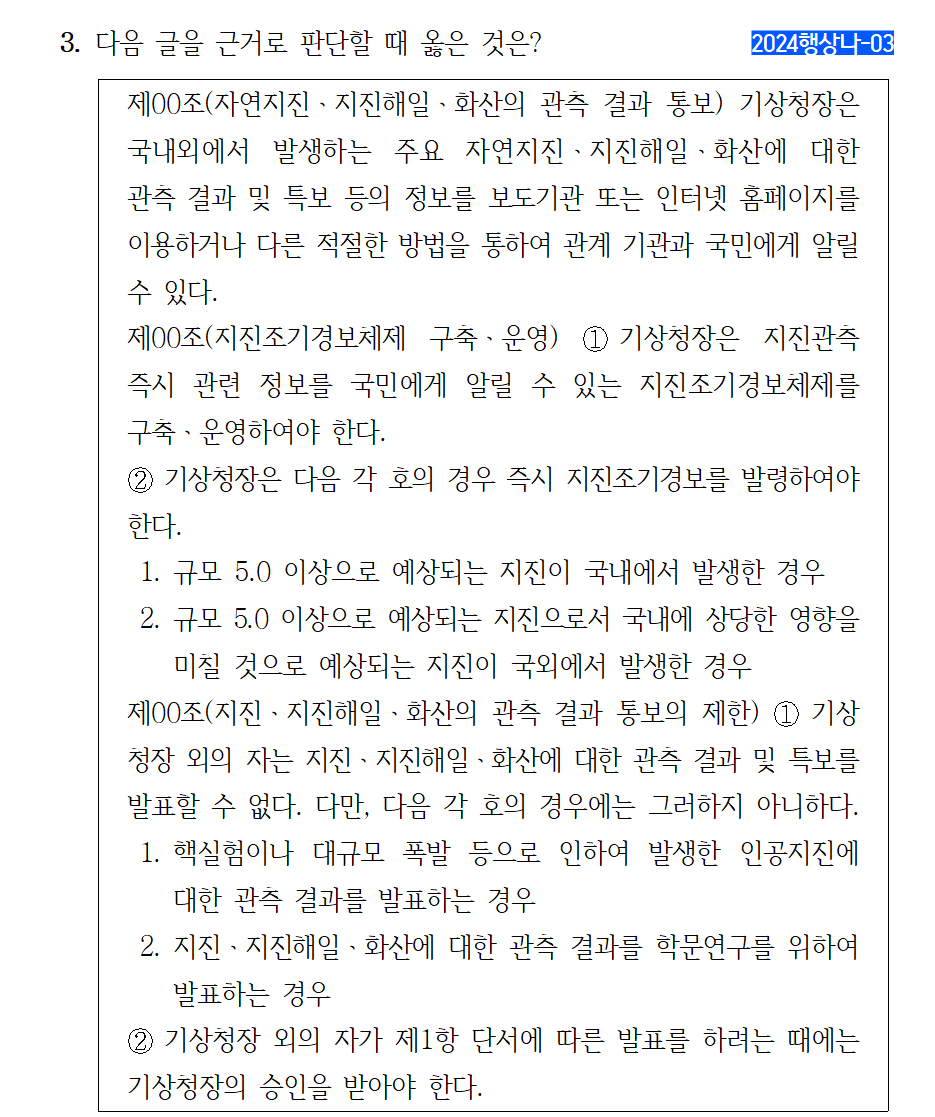 3. 다음 글을 근거로 판단할 때 옳은 것은?
2024행상나-03
제00조(자연지진ㆍ지진해일ㆍ화산의 관측 결과 통보) 기상청장은
국내외에서 발생하는 주요 자연지진ㆍ지진해일ㆍ화산에 대한
관측 결과 및 특보 등의 정보를 보도기관 또는 인터넷 홈페이지를
이용하거나 다른 적절한 방법을 통하여 관계 기관과 국민에게 알릴
수 있다.
제00조(지진조기경보체제 구축ㆍ운영) ① 기상청장은 지진관측
즉시 관련 정보를 국민에게 알릴 수 있는 지진조기경보체제를
구축ㆍ운영하여야 한다.
② 기상청장은 다음 각 호의 경우 즉시 지진조기경보를 발령하여야
한다.
1. 규모 5.0 이상으로 예상되는 지진이 국내에서 발생한 경우
2. 규모 5.0 이상으로 예상되는 지진으로서 국내에 상당한 영향을
미칠 것으로 예상되는 지진이 국외에서 발생한 경우
제00조(지진ㆍ지진해일ㆍ화산의 관측 결과 통보의 제한) ① 기상
청장 외의 자는 지진ㆍ지진해일ㆍ화산에 대한 관측 결과 및 특보를
발표할 수 없다. 다만, 다음 각 호의 경우에는 그러하지 아니하다.
1. 핵실험이나 대규모 폭발 등으로 인하여 발생한 인공지진에
대한 관측 결과를 발표하는 경우
2. 지진ㆍ지진해일ㆍ화산에 대한 관측 결과를 학문연구를 위하여
발표하는 경우
② 기상청장 외의 자가 제1항 단서에 따른 발표를 하려는 때에는
기상청장의 승인을 받아야 한다.